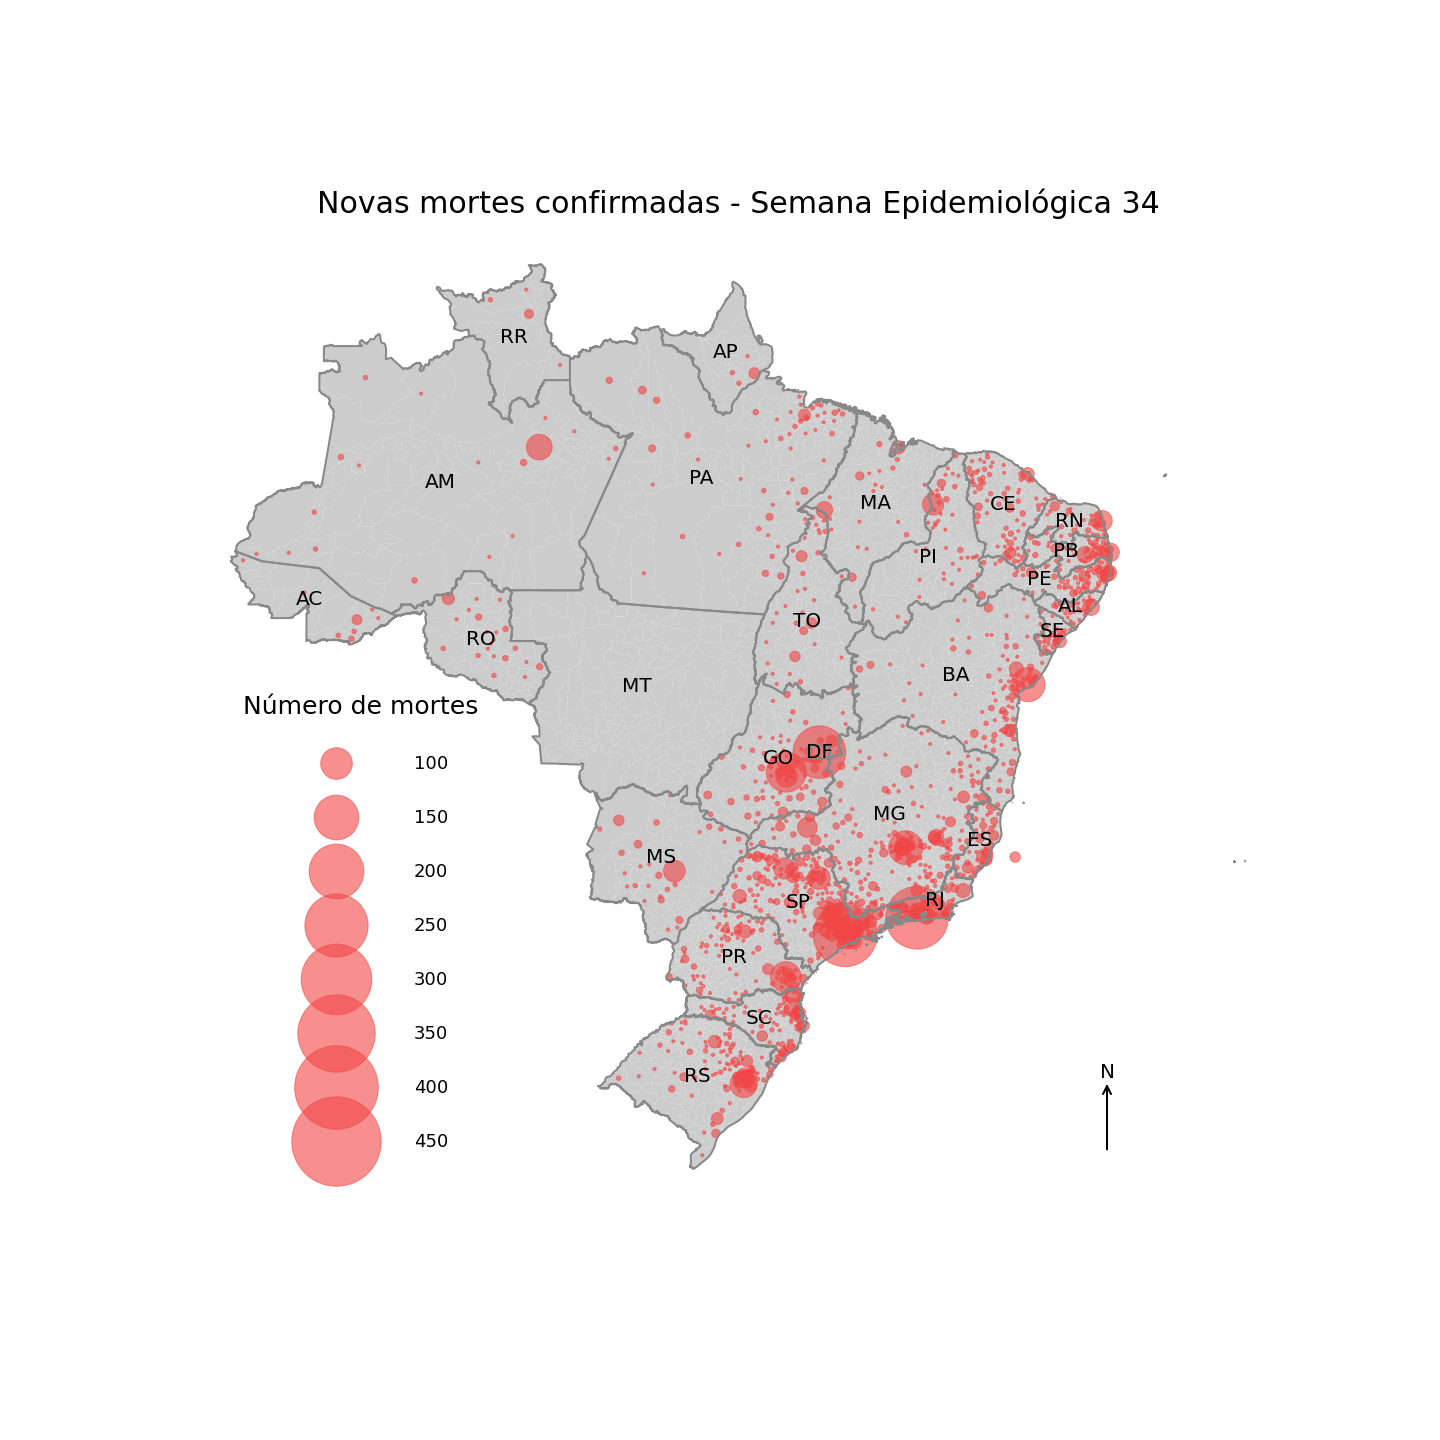 Novas mortes confirmadas - Semana Epidemiológica 34
RR
AP
AM
PA
MA
CE
RN
PB
PI
PE
AC
AL
TO
SE
RO
BA
MT
Número de mortes
GO
DF
100
MG
150
ES
MS
200
RJ
SP
250
PR
300
SC
350
RS
N
400
450